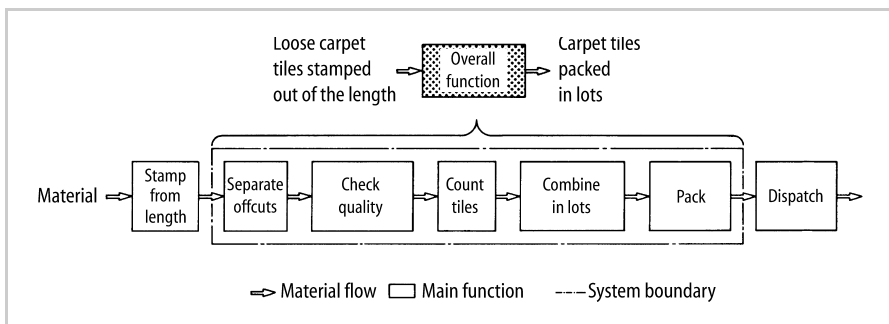 Loose carpet
tiles stamped
out of the length
Overall
function
Carpet tiles
packed
in lots
Material
Stamp
from
length
Separate
offcuts
Check
quality
Count
tiles
Combine
in lots
Pack
Dispatch
Material flow
Main function
System boundary